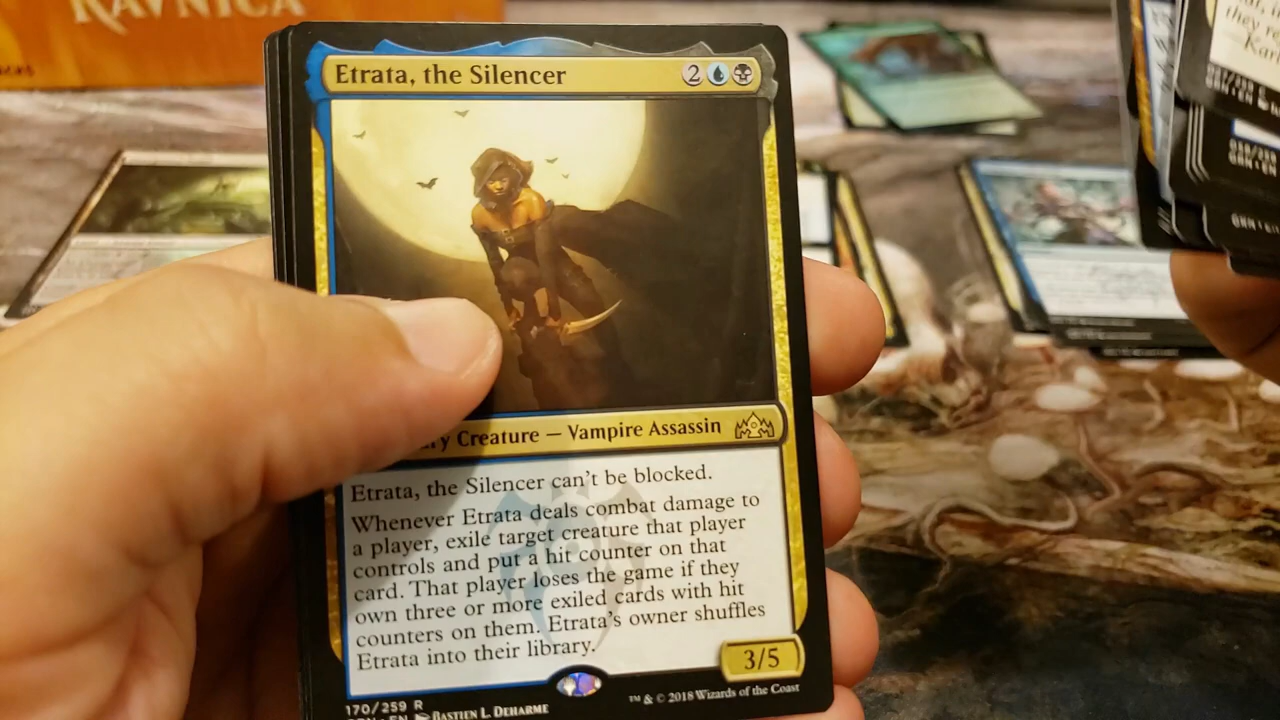 RAVNICA
Etrata, the Silencer 2
Creature — Vampire Assassin
Etrata, the Silencer can't be blocked.
Whenever Etrata deals combat damage to
a player, exile target creature that player
controls and put a hit counter on that
card. That player loses the game if they
own three or more exiled cards with hit
counters on them. Etrata's owner shuffles
Etrata into their library.
3/5
170/259 R
™ & © 2018 Wizards of the Coast
EN BASTIEN L. DEHARME
they